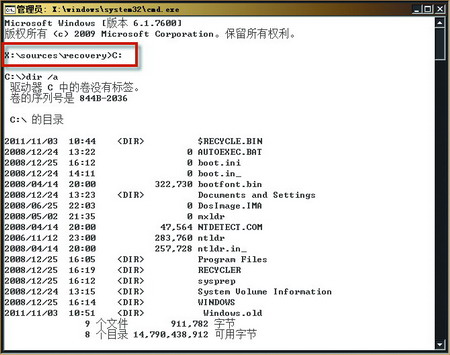 管理员: X:\windows\system32\cmd.exe
Microsoft Windows [版本 6.1.7600]
版权所有 (c) 2009 Microsoft Corporation。保留所有权利。
X:\sources\recovery>C:
C:\>dir /a
驱动器 C 中的卷没有标签。
卷的序列号是 844B-2036
C:\ 的目录
2011/11/03 10:44 <DIR> $RECYCLE.BIN
2008/12/24 13:22 0 AUTOEXEC.BAT
2008/12/25 16:12 0 boot.ini
2008/12/24 14:11 0 boot.in_
2008/04/14 20:00 322,730 bootfont.bin
2008/12/24 13:23 <DIR> Documents and Settings
2008/06/25 22:03 0 DosImage.IMA
2008/05/02 21:35 0 mxldr
2008/04/14 20:00 47,564 NTDETECT.COM
2006/11/12 23:00 283,760 ntldr
2008/04/14 20:00 257,728 ntldr.in_
2008/12/25 16:05 <DIR> Program Files
2008/12/25 16:19 <DIR> RECYCLER
2008/12/25 16:12 <DIR> sysprep
2008/12/24 13:15 <DIR> System Volume Information
2008/12/25 16:14 <DIR> WINDOWS
2011/11/03 10:51 <DIR> Windows.old
9 个文件 911,782 字节
8 个目录 14,790,438,912 可用字节